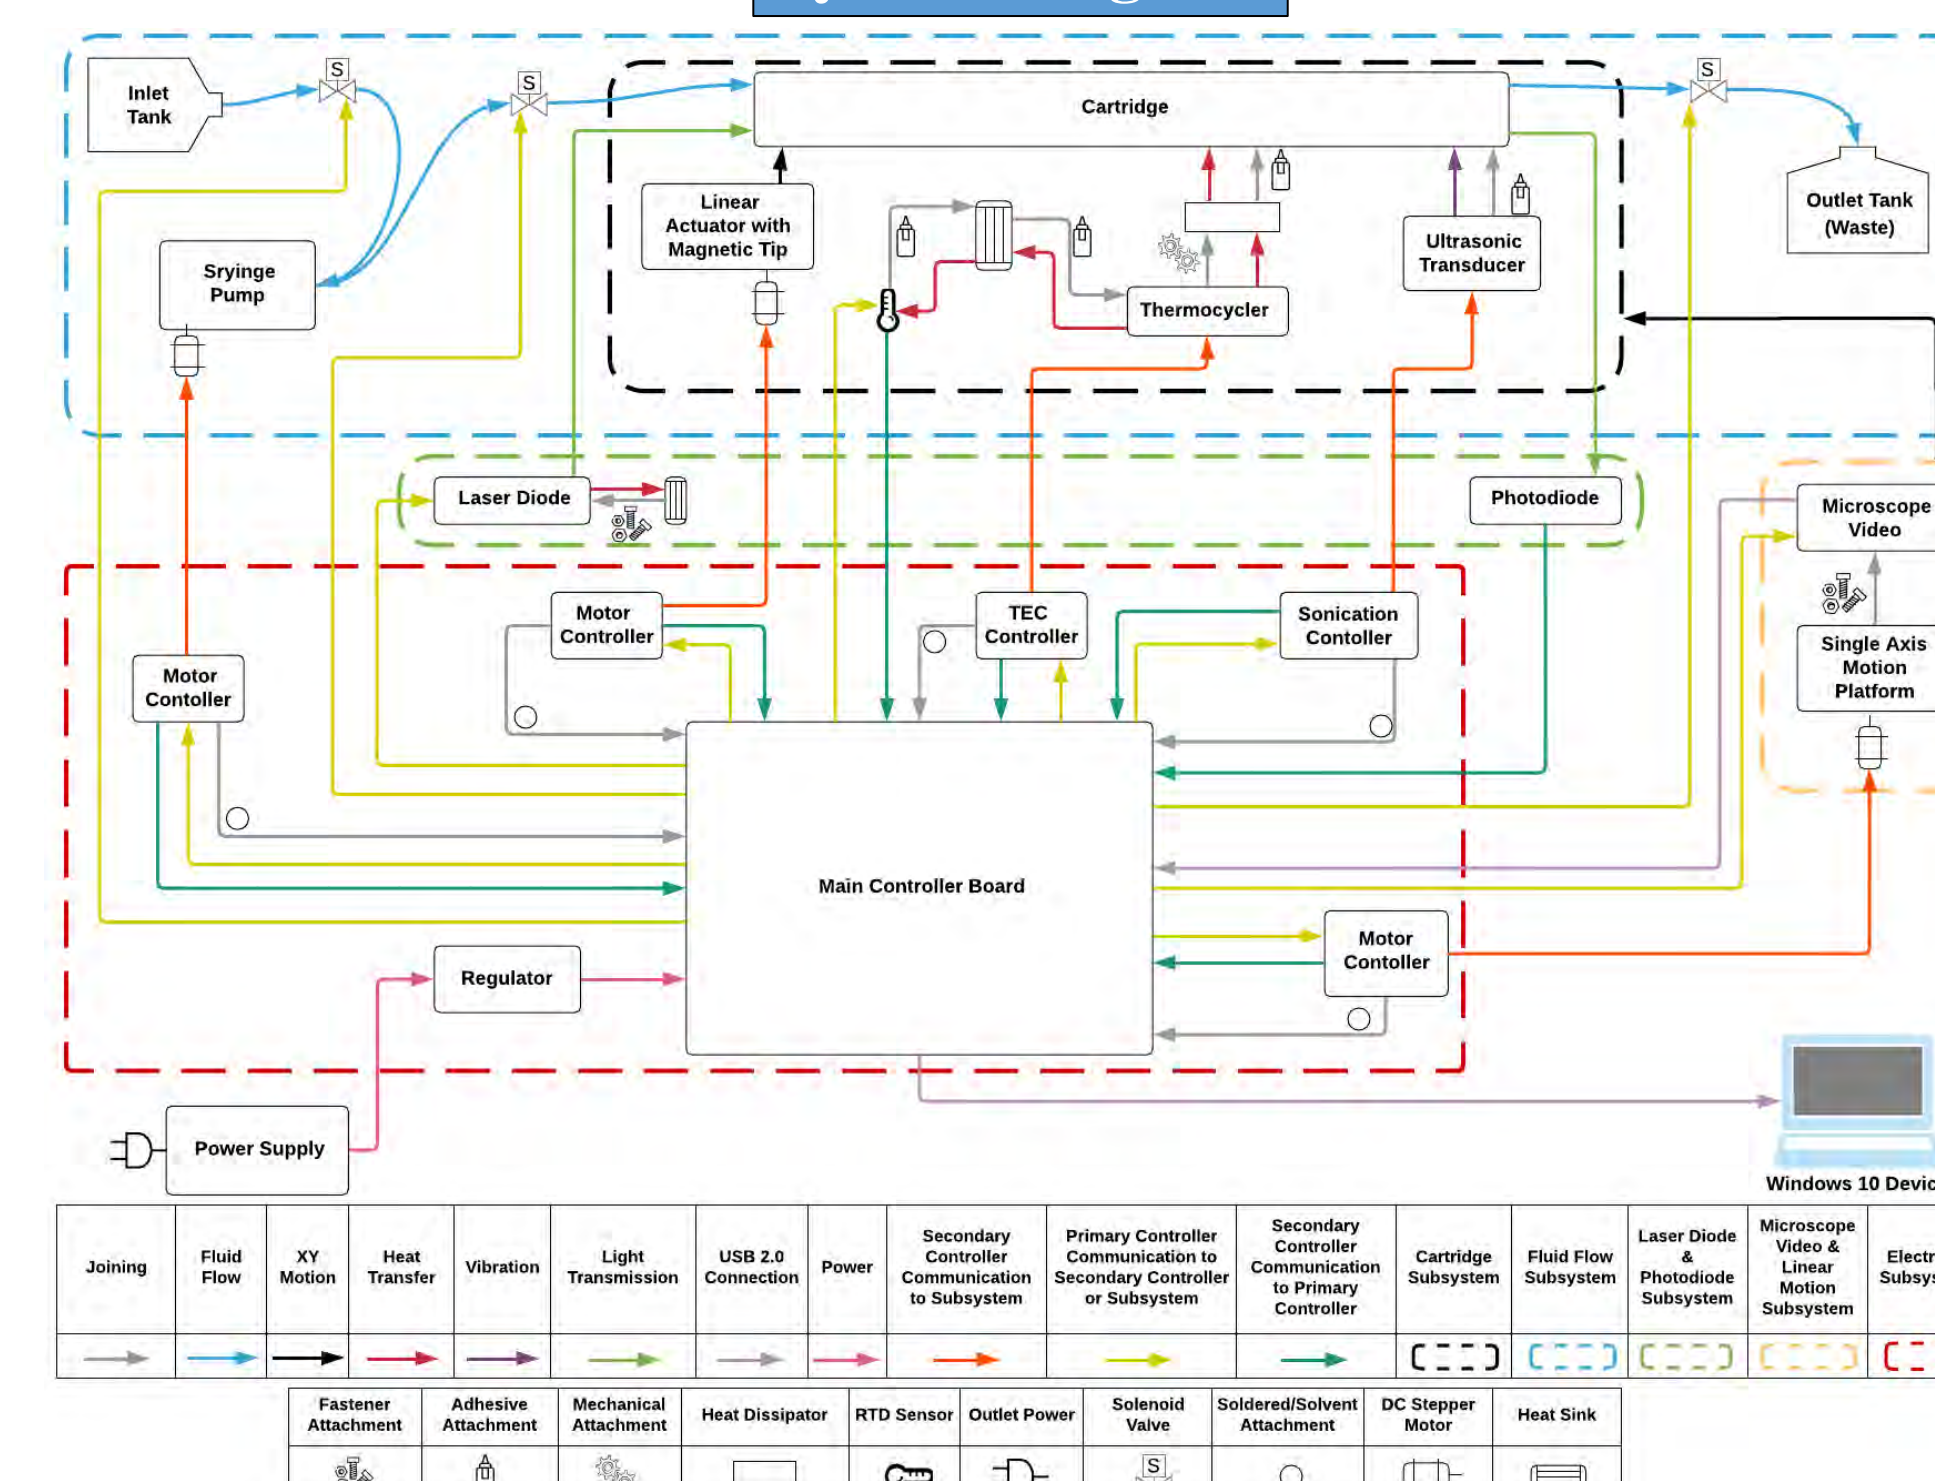 S
S
S
Inlet
Tank
Cartridge
Linear
Actuator with
Magnetic Tip
Outlet Tank
(Waste)
Ultrasonic
Transducer
Sryinge
Pump
Thermocycler
Laser Diode
Photodiode
Microscope
Video
Motor
Controller
TEC
Controller
Sonication
Contoller
Single Axis
Motion
Platform
Motor
Contoller
Main Controller Board
Motor
Contoller
Regulator
Power Supply
Windows 10 Devic
Joining
Fluid
Flow
XY
Motion
Heat
Transfer
Vibration
Light
Transmission
USB 2.0
Connection
Power
Secondary
Controller
Communication
to Subsystem
Primary Controller
Communication to
Secondary Controller
or Subsystem
Secondary
Controller
Communication
to Primary
Controller
Cartridge
Subsystem
Fluid Flow
Subsystem
Laser Diode
&
Photodiode
Subsystem
Microscope
Video &
Linear
Motion
Subsystem
Electr
Subsys
Fastener
Attachment
Adhesive
Attachment
Mechanical
Attachment
Heat Dissipator
RTD Sensor
Outlet Power
Solenoid
Valve
Soldered/Solvent
Attachment
DC Stepper
Motor
Heat Sink
S